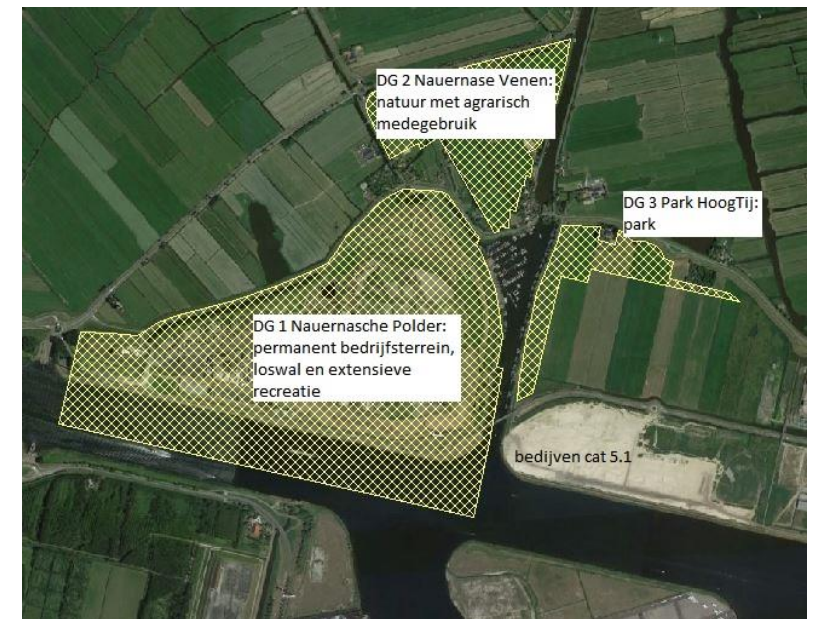 DG 2 Nauernase Venen:
natuur met agrarisch
medegebruik
DG 3 Park HoogTij:
park
DG 1 Nauernasche Polder:
permanent bedrijfsterrein,
loswal en extensieve
recreatie
bedijven cat 5.1